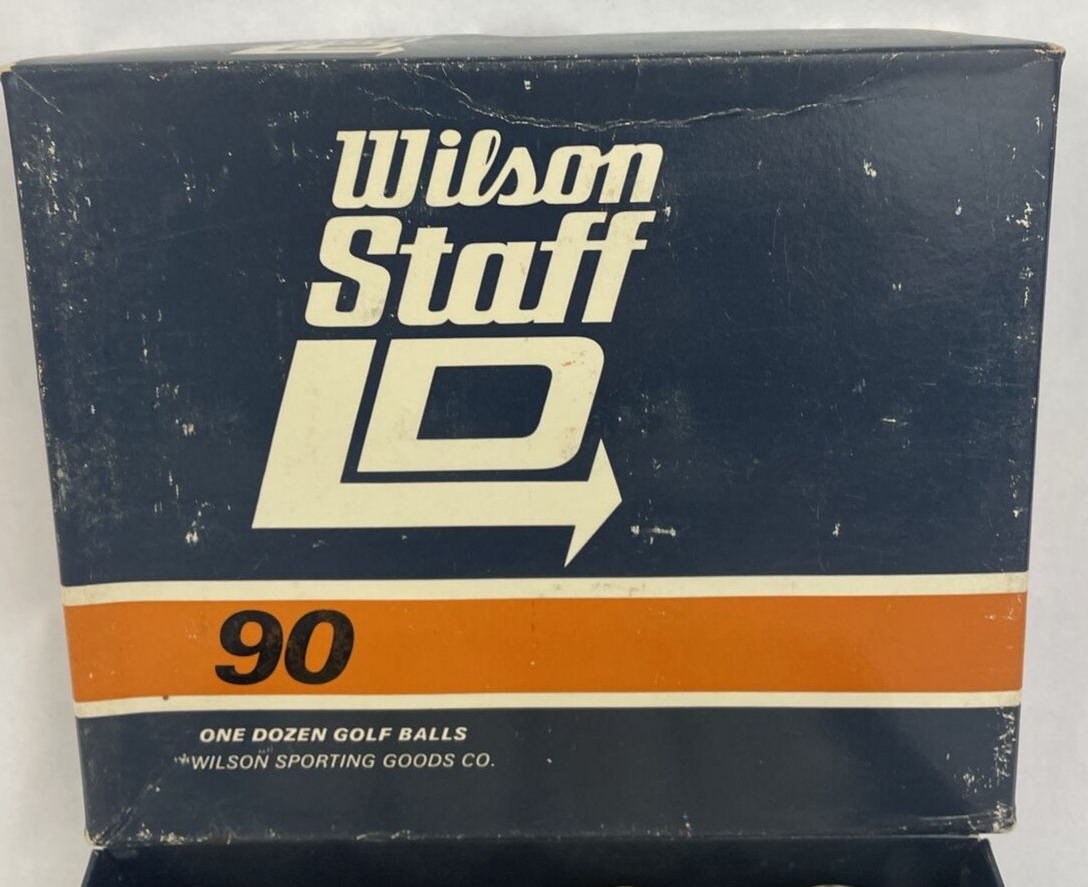 Wilson
Staff
LD
90
ONE DOZEN GOLF BALLS
WILSON SPORTING GOODS CO.